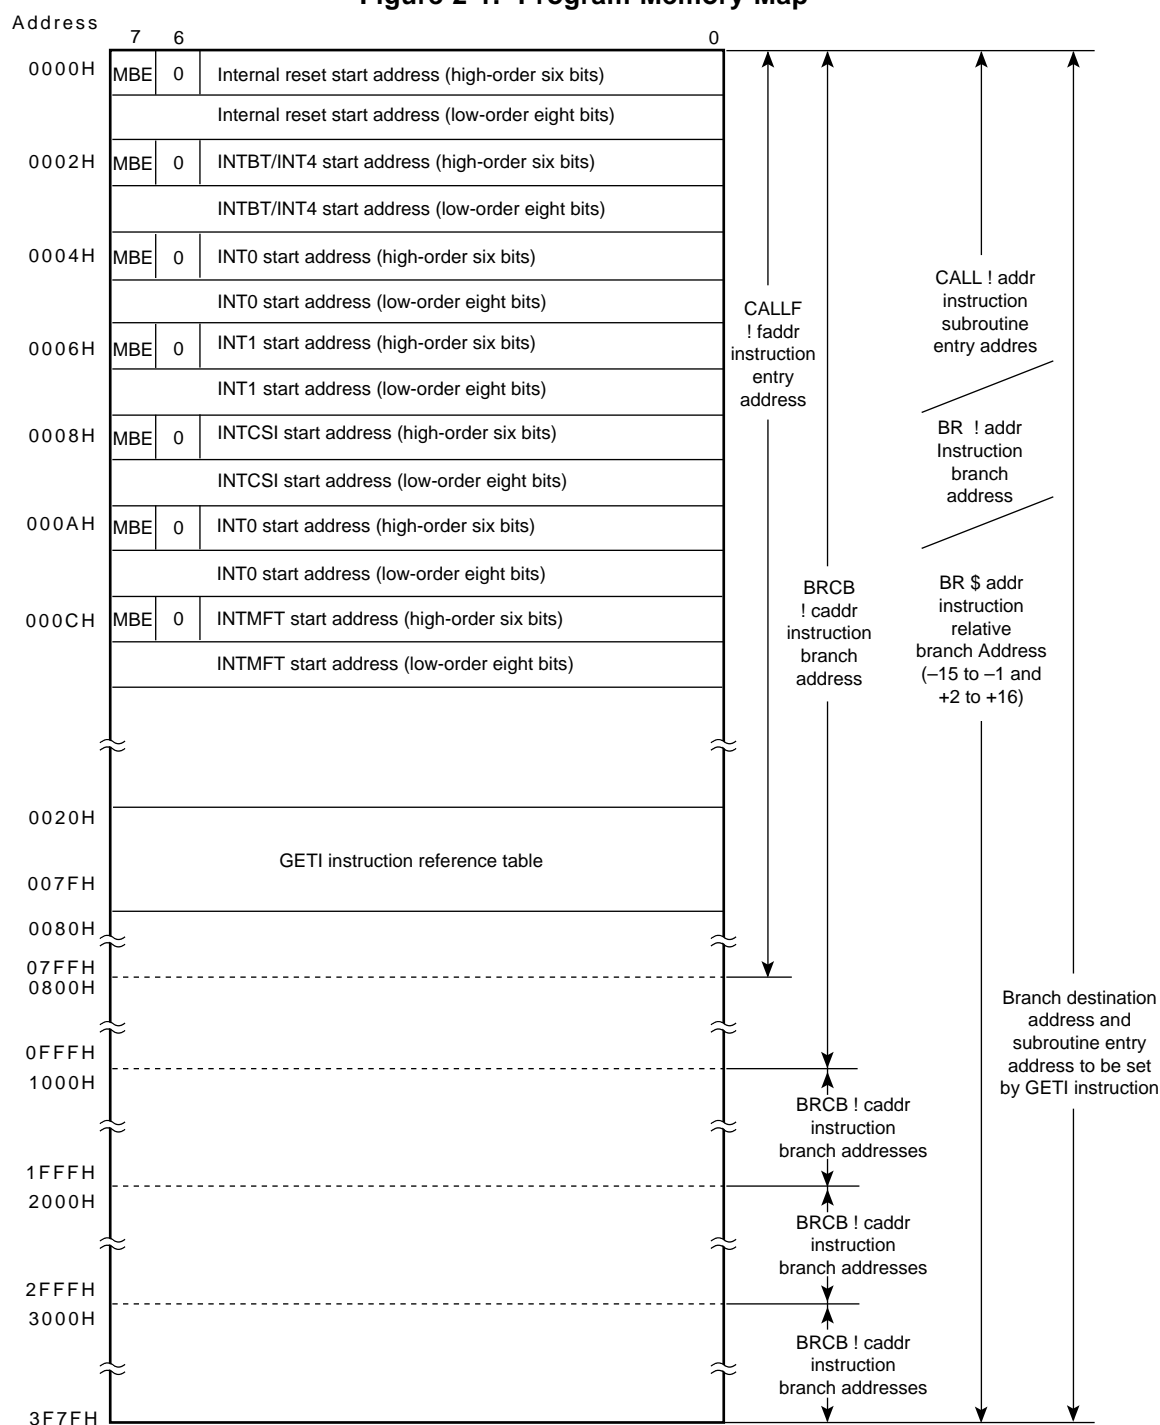 Figure 2-1. Program Memory Map
Address
7 6 0
0000H MBE 0 Internal reset start address (high-order six bits)
Internal reset start address (low-order eight bits)
0002H MBE 0 INTBT/INT4 start address (high-order six bits)
INTBT/INT4 start address (low-order eight bits)
0004H MBE 0 INT0 start address (high-order six bits)
INT0 start address (low-order eight bits)
0006H MBE 0 INT1 start address (high-order six bits)
INT1 start address (low-order eight bits)
0008H MBE 0 INTCSI start address (high-order six bits)
INTCSI start address (low-order eight bits)
000AH MBE 0 INT0 start address (high-order six bits)
INT0 start address (low-order eight bits)
000CH MBE 0 INTMFT start address (high-order six bits)
INTMFT start address (low-order eight bits)
0020H
GETI instruction reference table
007FH
0080H
07FFH
0800H
0FFFH
1000H
1FFFH
2000H
2FFFH
3000H
3F7FH
CALLF
! faddr
instruction
entry
address
BRCB
! caddr
instruction
branch
address
BRCB ! caddr
instruction
branch addresses
BRCB ! caddr
instruction
branch addresses
BRCB ! caddr
instruction
branch addresses
CALL ! addr
instruction
subroutine
entry addres
BR ! addr
Instruction
branch
address
BR $ addr
instruction
relative
branch Address
(–15 to –1 and
+2 to +16)
Branch destination
address and
subroutine entry
address to be set
by GETI instruction